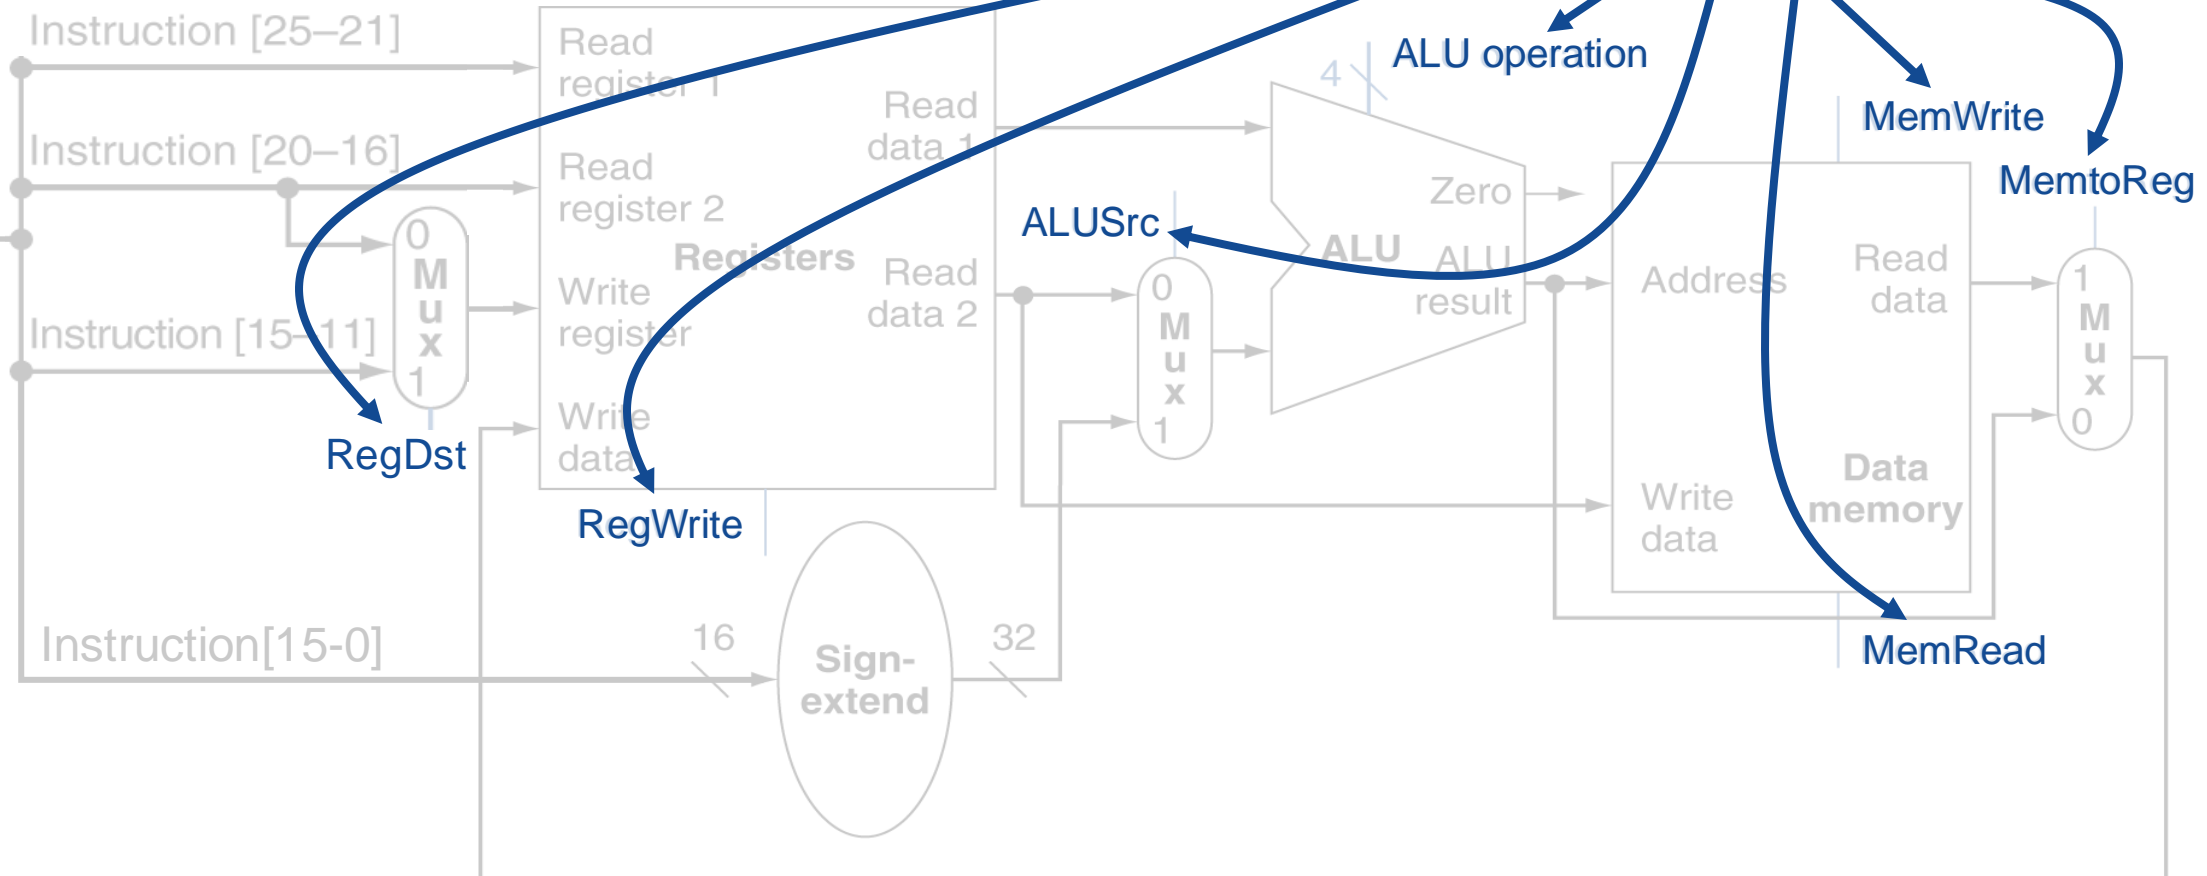 Instruction [25–21]
Read
register 1
Instruction [20–16]
Read
register 2
Registers
Read
data 1
Read
data 2
0
M
u
x
1
Write
register
Instruction [15–11]
RegDst
Write
data
RegWrite
Instruction[15-0]
16
Sign-
extend
32
ALUSrc
0
M
u
x
1
4
ALU operation
Zero
ALU
ALU
result
MemWrite
MemtoReg
Address
Read
data
Write
data
Data
memory
1
M
u
x
0
MemRead